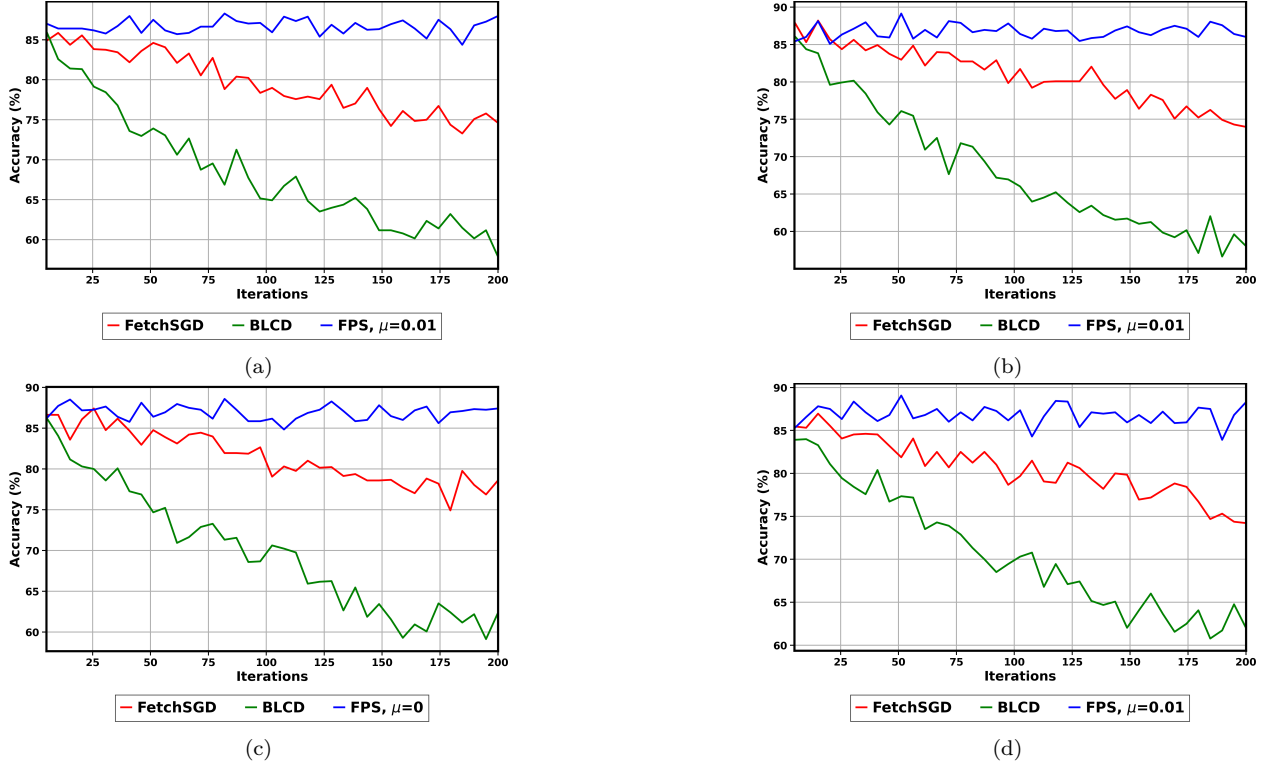 85
80
75
70
65
60
Accuracy (%)
25 50 75 100 125 150 175 200
Iterations
FetchSGD BLCD FPS, μ=0.01
(a)
90
85
80
75
70
65
60
Accuracy (%)
25 50 75 100 125 150 175 200
Iterations
FetchSGD BLCD FPS, μ=0.01
(b)
90
85
80
75
70
65
60
Accuracy (%)
25 50 75 100 125 150 175 200
Iterations
FetchSGD BLCD FPS, μ=0
(c)
90
85
80
75
70
65
60
Accuracy (%)
25 50 75 100 125 150 175 200
Iterations
FetchSGD BLCD FPS, μ=0.01
(d)